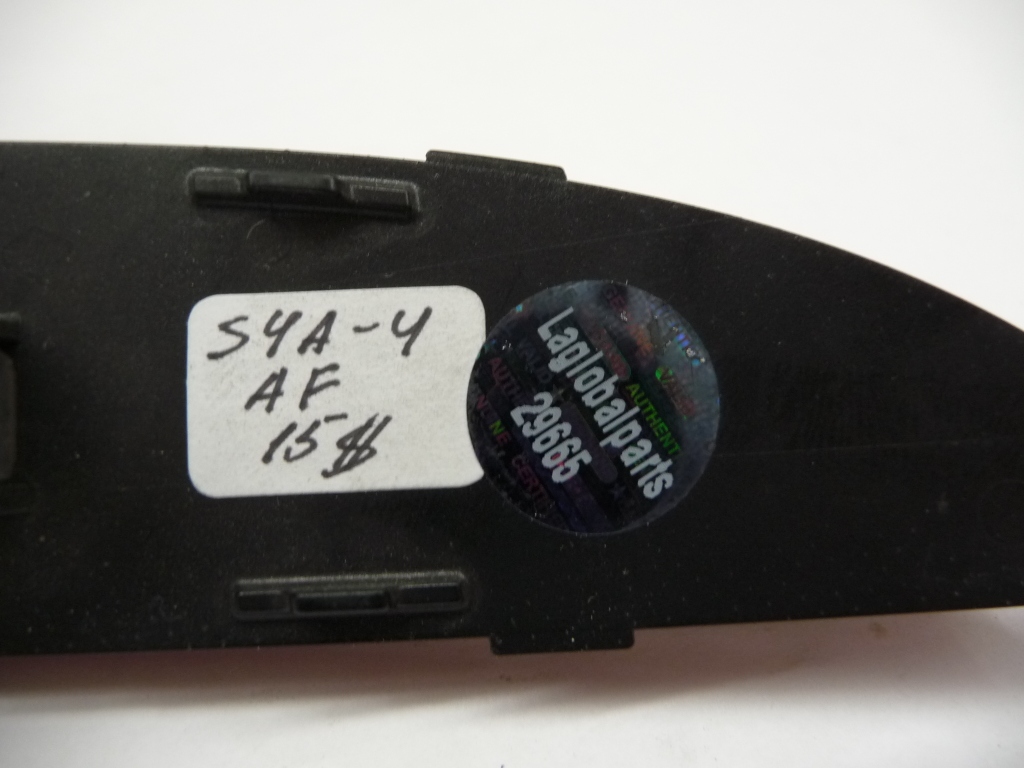 S4A-4
AF
15$
Laglobalparts
29665
AUTHENT